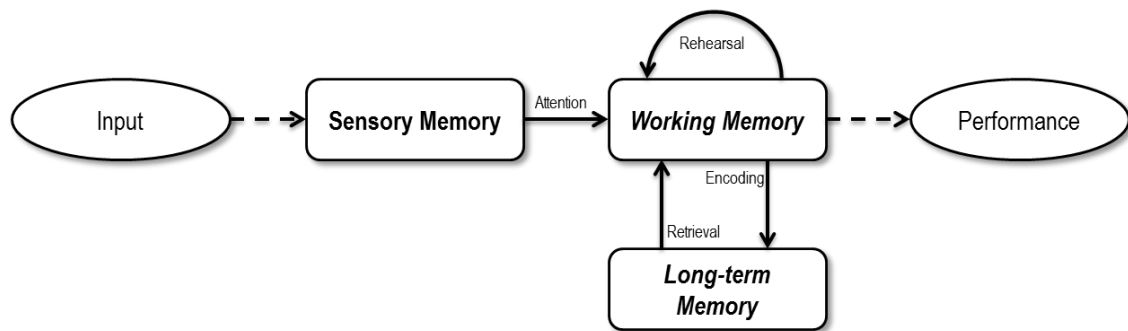 Rehearsal
Input
Sensory Memory
Attention
Working Memory
Performance
Encoding
Retrieval
Long-term
Memory